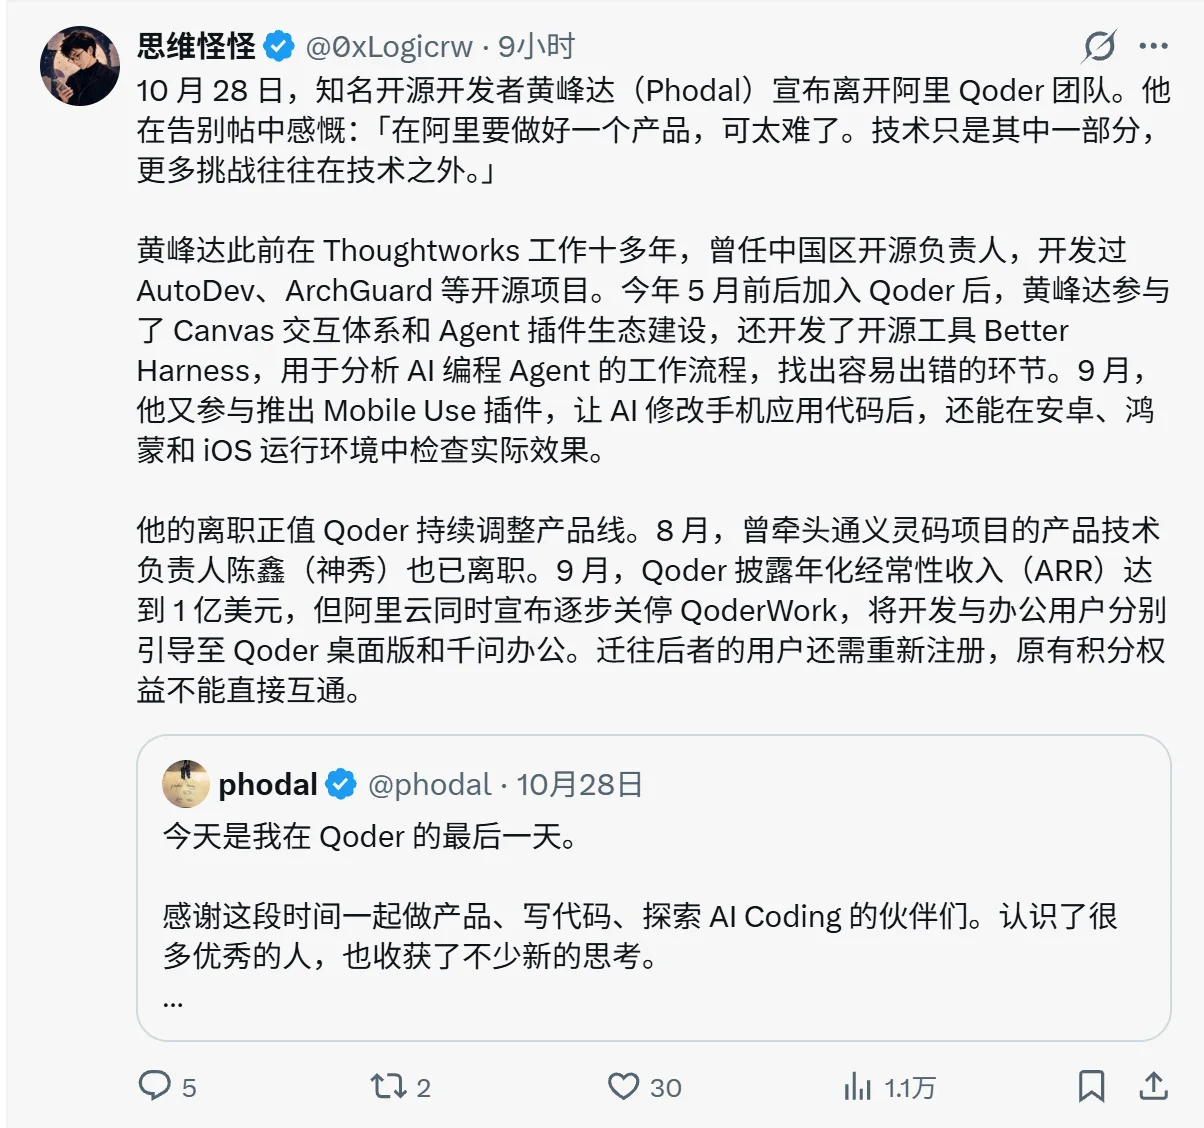 思维怪怪 @0xLogicrw · 9小时
10 月 28 日，知名开源开发者黄峰达（Phodal）宣布离开阿里 Qoder 团队。他
在告别帖中感慨：「在阿里要做好一个产品，可太难了。技术只是其中一部分，
更多挑战往往在技术之外。」
黄峰达此前在 Thoughtworks 工作十多年，曾任中国区开源负责人，开发过
AutoDev、ArchGuard 等开源项目。今年 5 月前后加入 Qoder 后，黄峰达参与
了 Canvas 交互体系和 Agent 插件生态建设，还开发了开源工具 Better
Harness，用于分析 AI 编程 Agent 的工作流程，找出容易出错的环节。9 月，
他又参与推出 Mobile Use 插件，让 AI 修改手机应用代码后，还能在安卓、鸿
蒙和 iOS 运行环境中检查实际效果。
他的离职正值 Qoder 持续调整产品线。8 月，曾牵头通义灵码项目的产品技术
负责人陈鑫（神秀）也已离职。9 月，Qoder 披露年化经常性收入（ARR）达
到 1 亿美元，但阿里云同时宣布逐步关停 QoderWork，将开发与办公用户分别
引导至 Qoder 桌面版和千问办公。迁往后者的用户还需重新注册，原有积分权
益不能直接互通。
phodal @phodal · 10月28日
今天是我在 Qoder 的最后一天。
感谢这段时间一起做产品、写代码、探索 AI Coding 的伙伴们。认识了很
多优秀的人，也收获了不少新的思考。
...
5 2 30 1.1万